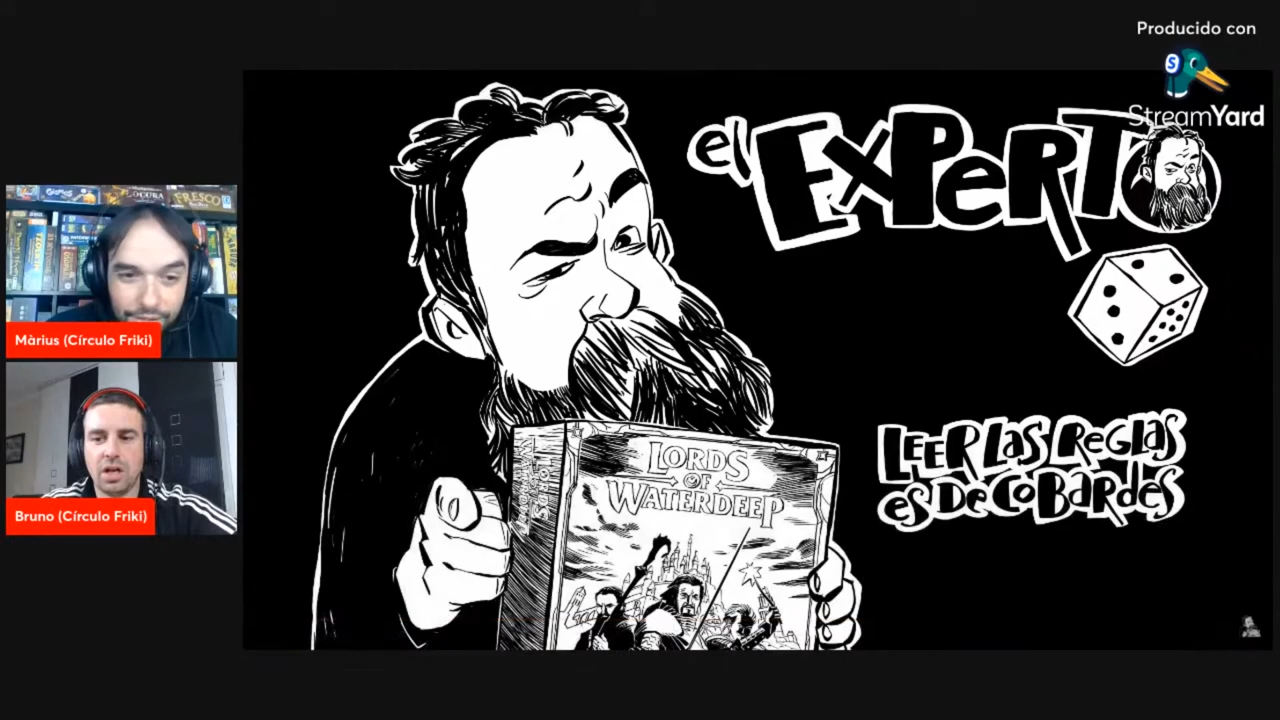 Producido con
StreamYard
el EXPERTO
LEER LAS REGLAS
es De CoBARDES
LORDS
OF
WATERDEEP
FRESCO
Màrius (Círculo Friki)
Bruno (Círculo Friki)